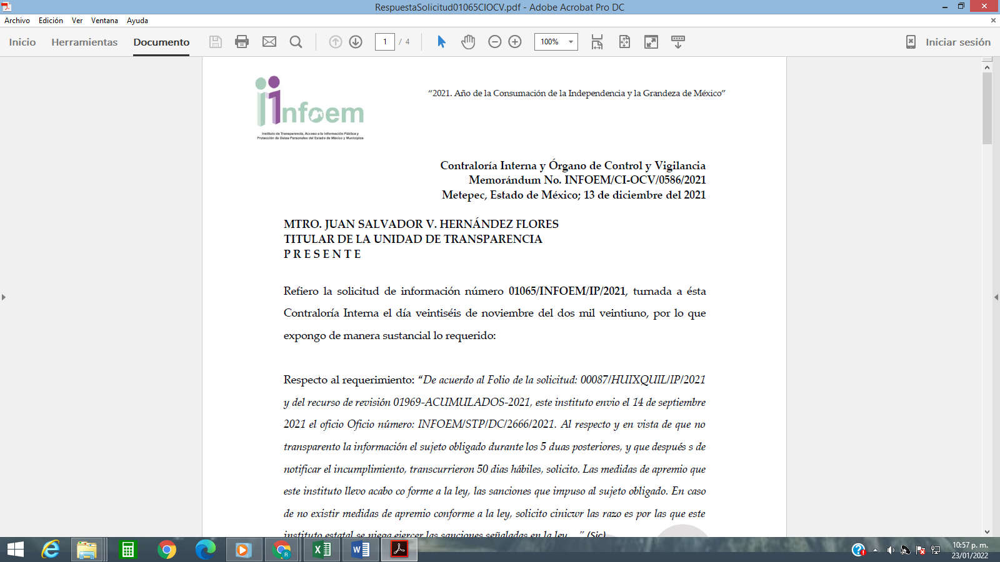 RespuestaSolicitud01065CIOCV.pdf - Adobe Acrobat Pro DC
Archivo Edición Ver Ventana Ayuda
Inicio Herramientas Documento 1 / 4 100% Iniciar sesión
infoem
Instituto de Transparencia, Acceso a la Información Pública y
Protección de Datos Personales del Estado de México y Municipios
“2021. Año de la Consumación de la Independencia y la Grandeza de México”
Contraloría Interna y Órgano de Control y Vigilancia
Memorándum No. INFOEM/CI-OCV/0586/2021
Metepec, Estado de México; 13 de diciembre del 2021
MTRO. JUAN SALVADOR V. HERNÁNDEZ FLORES
TITULAR DE LA UNIDAD DE TRANSPARENCIA
P R E S E N T E
Refiero la solicitud de información número 01065/INFOEM/IP/2021, turnada a ésta
Contraloría Interna el día veintiséis de noviembre del dos mil veintiuno, por lo que
expongo de manera sustancial lo requerido:
Respecto al requerimiento: “De acuerdo al Folio de la solicitud: 00087/HUIXQUIL/IP/2021
y del recurso de revisión 01969-ACUMULADOS-2021, este instituto envio el 14 de septiembre
2021 el oficio Oficio número: INFOEM/STP/DC/2666/2021. Al respecto y en vista de que no
transparento la información el sujeto obligado durante los 5 duas posteriores, y que después s de
notificar el incumplimiento, transcurrieron 50 dias hábiles, solicito. Las medidas de apremio que
este instituto llevo acabo co forme a la ley, las sanciones que impuso al sujeto obligado. En caso
de no existir medidas de apremio conforme a la ley, solicito cinicwr las razo es por las que este
instituto estatal se niega ejercer las sanciones señaladas en la ley. ..” (Sic)
10:57 p. m.
23/01/2022